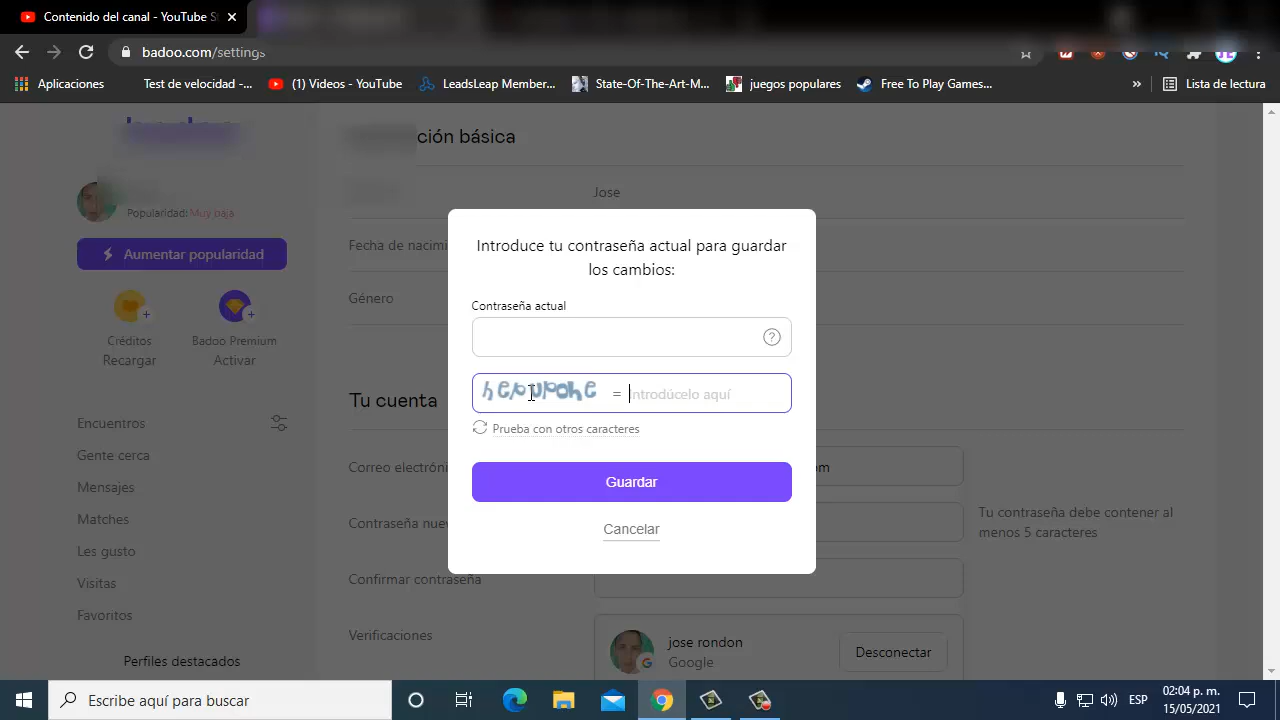 Contenido del canal - YouTube S
badoo.com/settings
Aplicaciones
Test de velocidad -...
(1) Videos - YouTube
LeadsLeap Member...
State-Of-The-Art-M...
juegos populares
Free To Play Games...
»
Lista de lectura
Popularidad: Muy baja
Aumentar popularidad
Créditos
Recargar
Badoo Premium
Activar
Encuentros
Gente cerca
Mensajes
Matches
Les gusto
Visitas
Favoritos
Perfiles destacados
ción básica
Jose
Fecha de nacimi
Género
Tu cuenta
Correo electróni
om
Contraseña nuev
Tu contraseña debe contener al
menos 5 caracteres
Confirmar contraseña
Verificaciones
jose rondon
Google
Desconectar
Introduce tu contraseña actual para guardar
los cambios:
Contraseña actual
?
= Introdúcelo aquí
Prueba con otros caracteres
Guardar
Cancelar
Escribe aquí para buscar
ESP
02:04 p. m.
15/05/2021